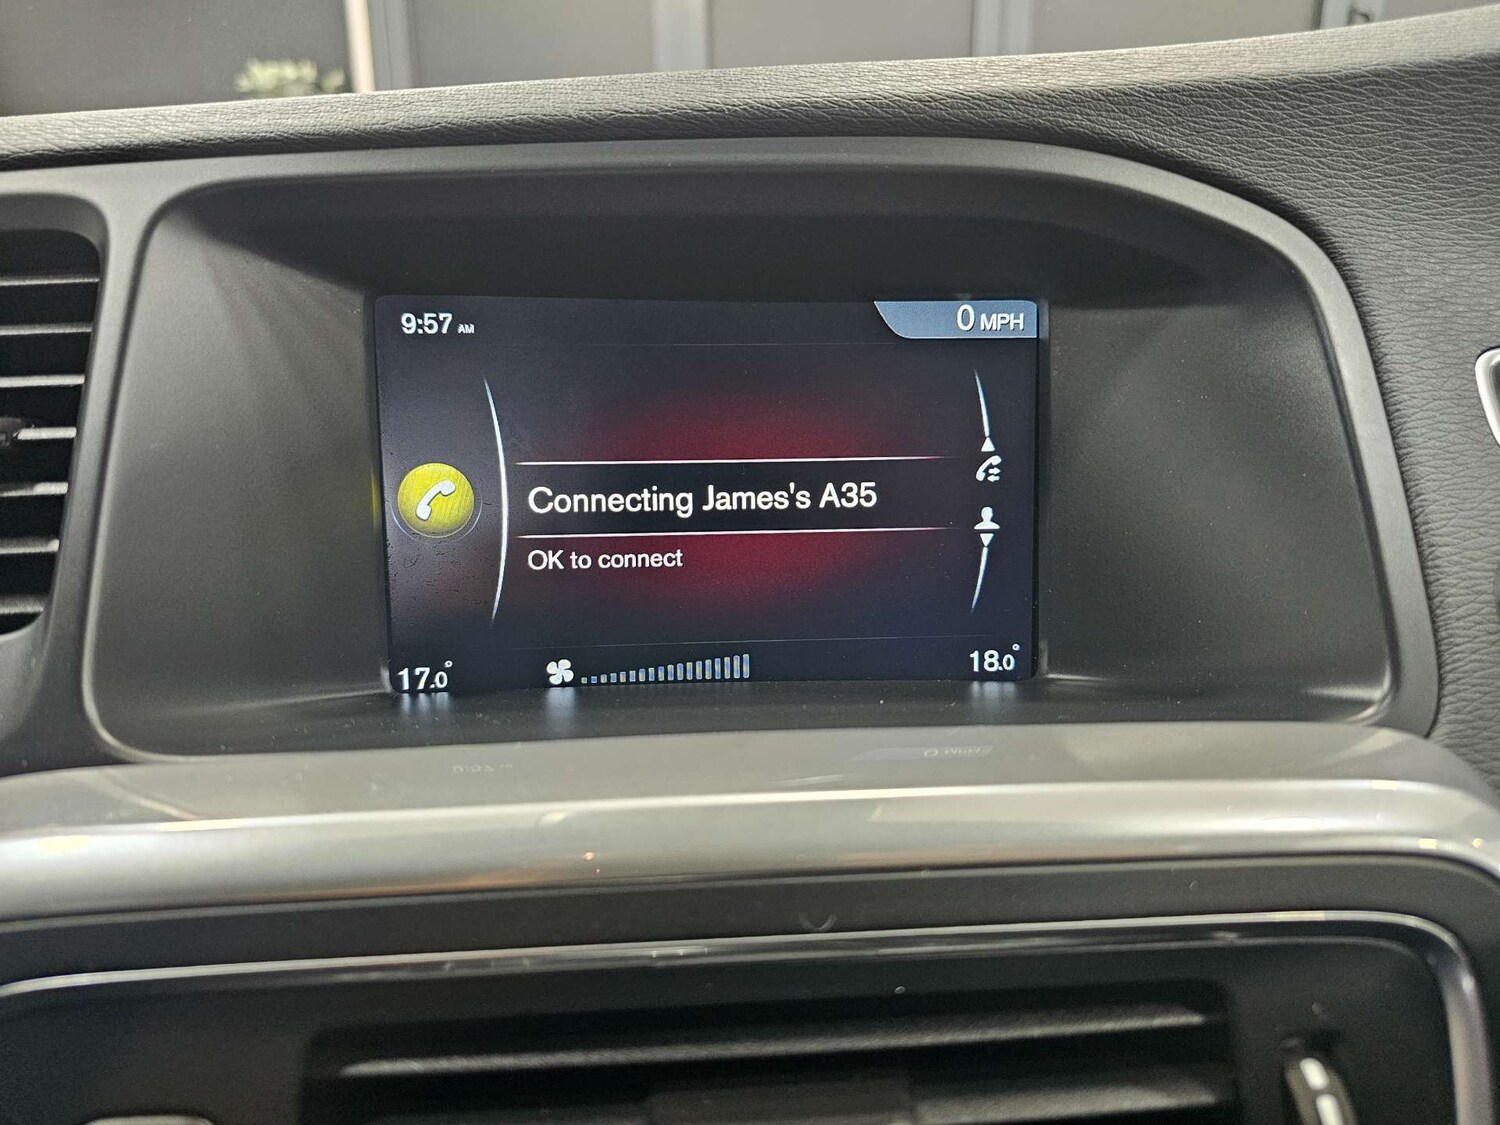 9:57 AM
0 MPH
Connecting James's A35
OK to connect
17.0°
18.0°